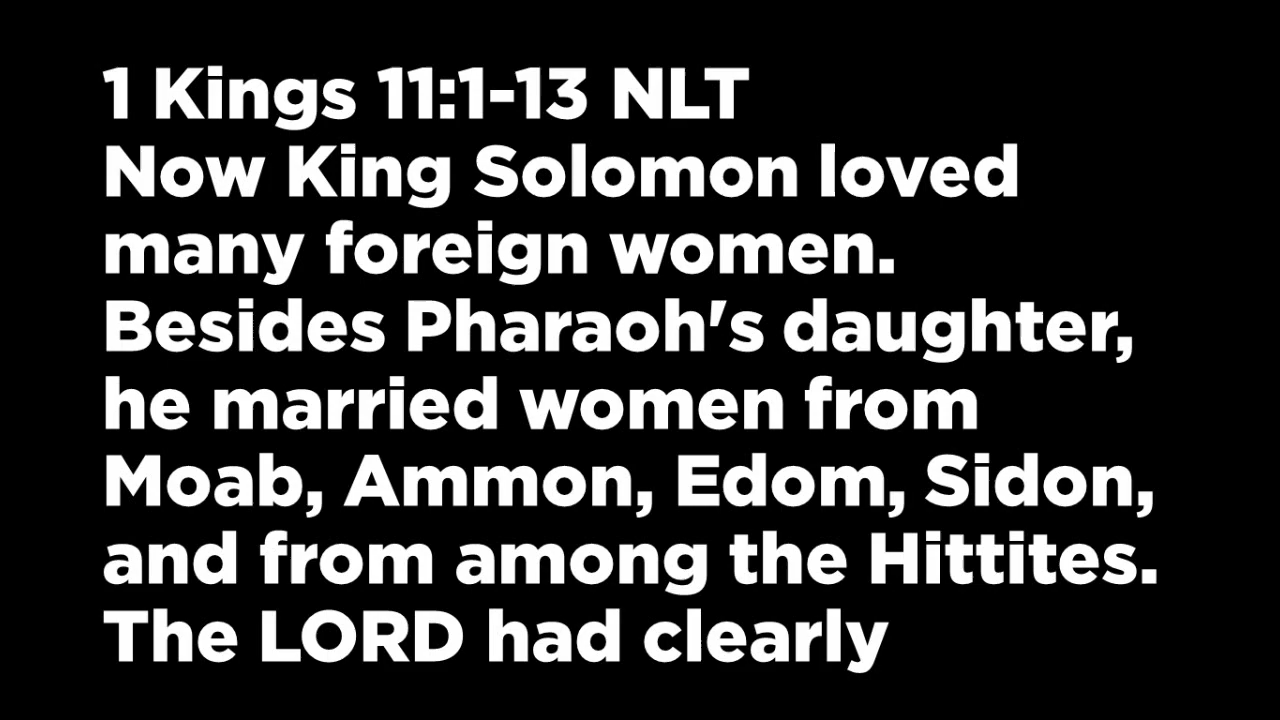 1 Kings 11:1-13 NLT
Now King Solomon loved
many foreign women.
Besides Pharaoh's daughter,
he married women from
Moab, Ammon, Edom, Sidon,
and from among the Hittites.
The LORD had clearly